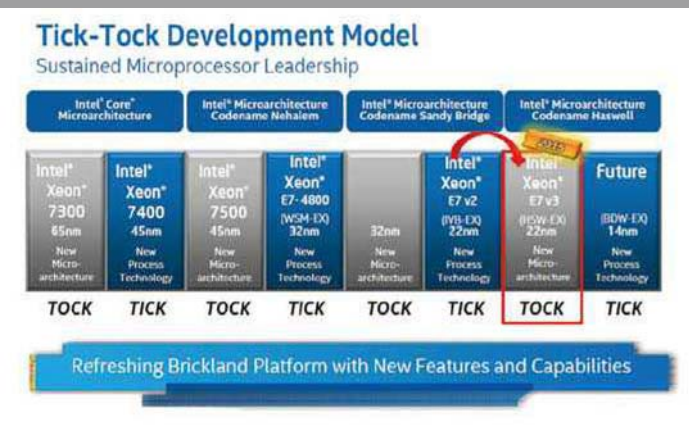 Tick-Tock Development Model
Sustained Microprocessor Leadership
Intel® Core™
Microarchitecture
Intel® Microarchitecture
Codename Nehalem
Intel® Microarchitecture
Codename Sandy Bridge
Intel® Microarchitecture
Codename Haswell
Intel®
Xeon®
7300
65nm
New
Micro-
architecture
TOCK
Intel®
Xeon®
7400
45nm
New
Process
Technology
TICK
Intel®
Xeon®
7500
45nm
New
Micro-
architecture
TOCK
Intel®
Xeon®
E7- 4800
(WSM-EX)
32nm
New
Process
Technology
TICK
32nm
New
Micro-
architecture
TOCK
Intel®
Xeon®
E7 v2
(IVB-EX)
22nm
New
Process
Technology
TICK
Intel®
Xeon®
E7 v3
(HSW-EX)
22nm
New
Micro-
architecture
TOCK
Future
(BDW-EX)
14nm
New
Process
Technology
TICK
Refreshing Brickland Platform with New Features and Capabilities